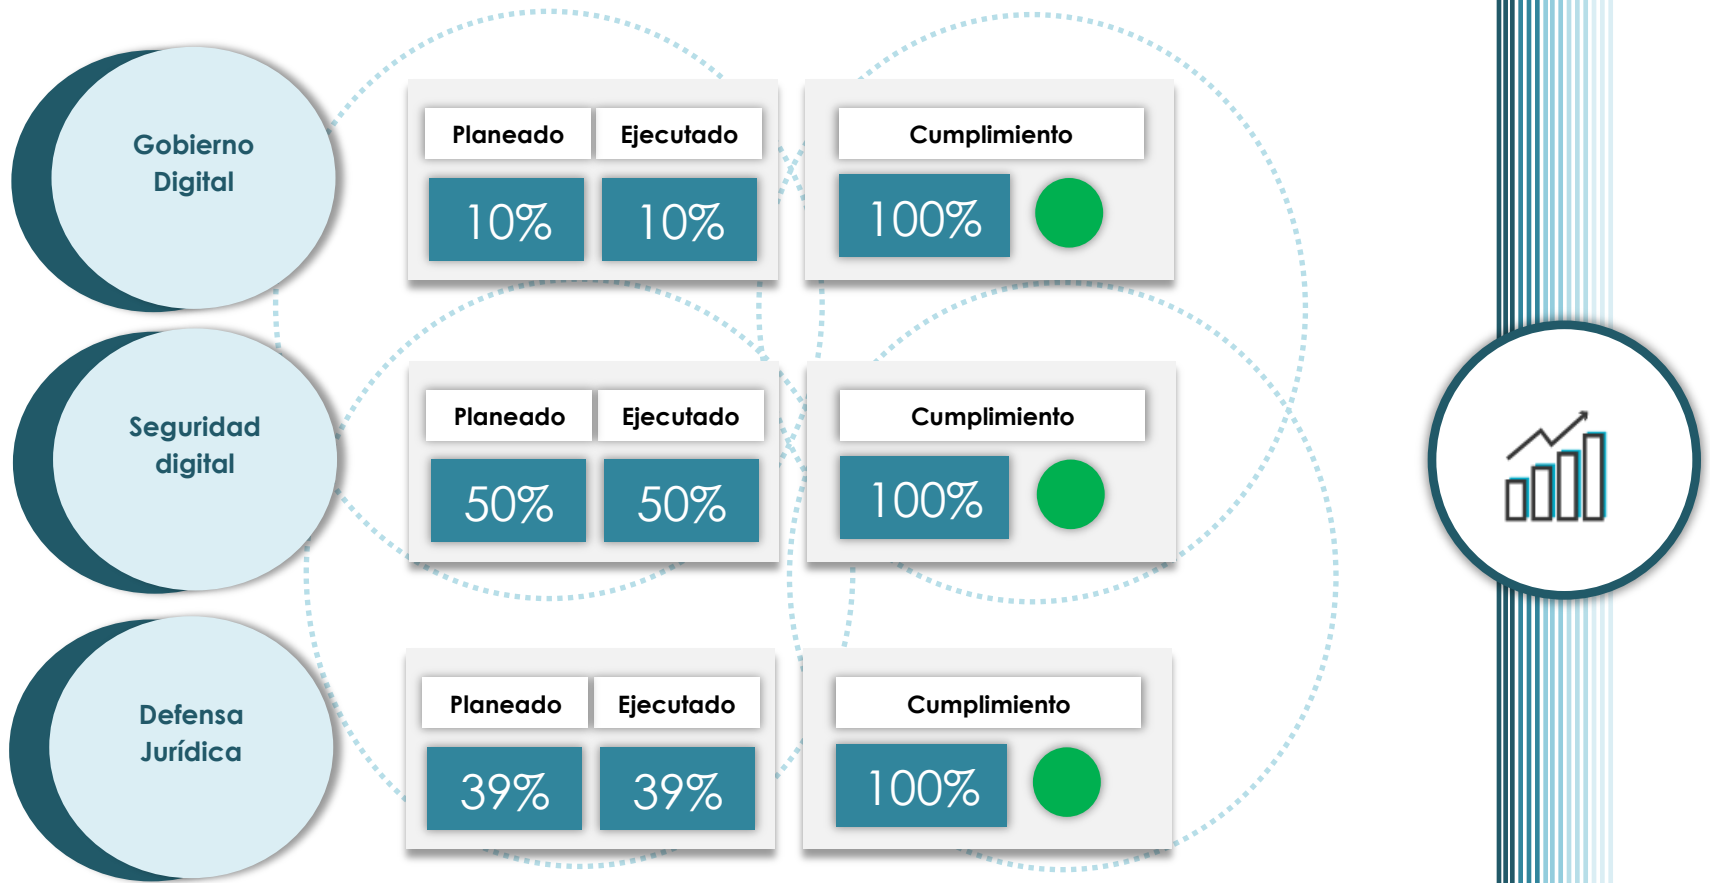 Gobierno
Digital
Planeado
Ejecutado
Cumplimiento
10%
10%
100%
Seguridad
digital
Planeado
Ejecutado
Cumplimiento
50%
50%
100%
Defensa
Jurídica
Planeado
Ejecutado
Cumplimiento
39%
39%
100%